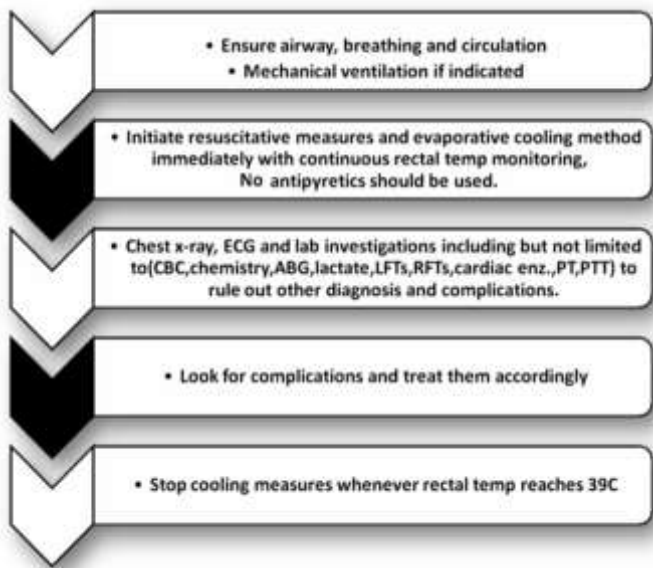 • Ensure airway, breathing and circulation
• Mechanical ventilation if indicated
• Initiate resuscitative measures and evaporative cooling method
immediately with continuous rectal temp monitoring,
No antipyretics should be used.
• Chest x-ray, ECG and lab investigations including but not limited
to(CBC,chemistry,ABG,lactate,LFTs,RFTs,cardiac enz.,PT,PTT) to
rule out other diagnosis and complications.
• Look for complications and treat them accordingly
• Stop cooling measures whenever rectal temp reaches 39C